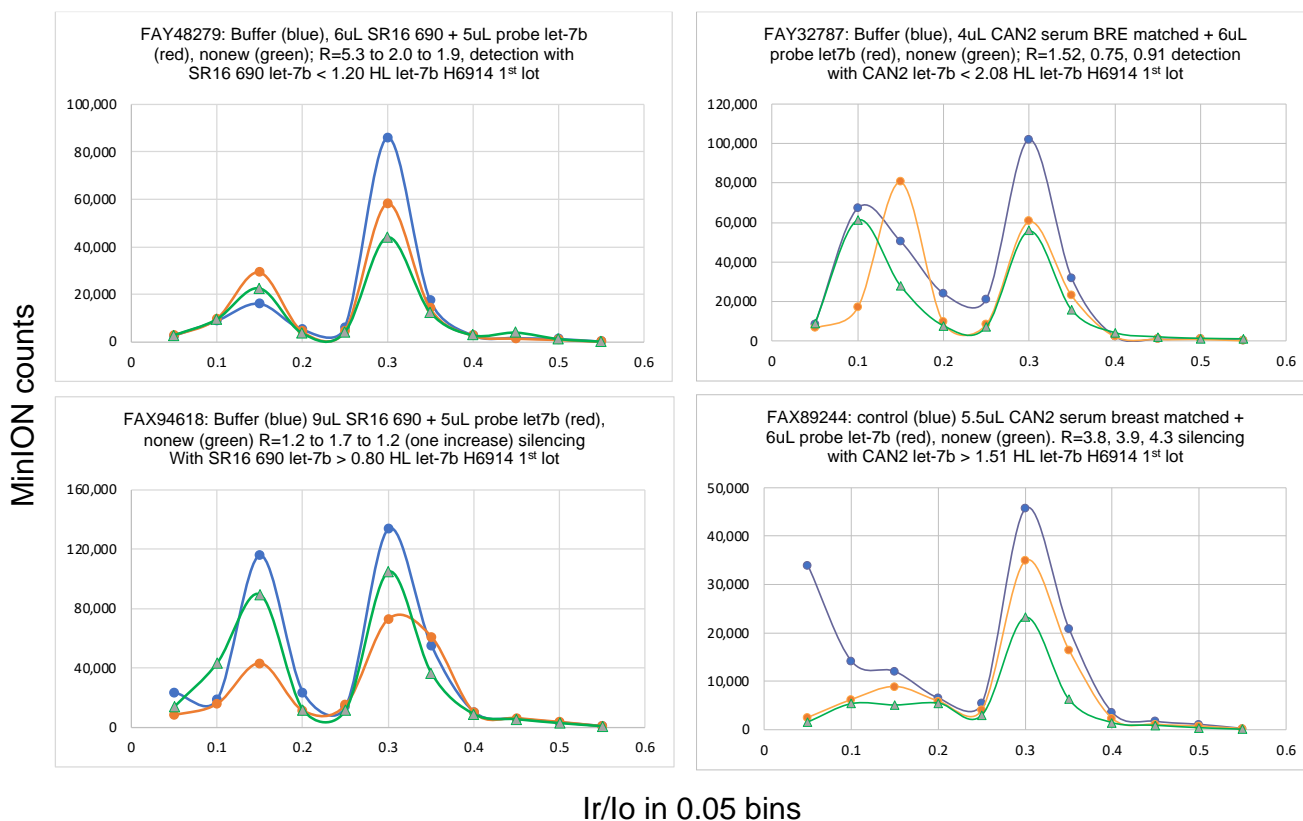 FAY48279: Buffer (blue), 6uL SR16 690 + 5uL probe let-7b
(red), nonew (green); R=5.3 to 2.0 to 1.9, detection with
SR16 690 let-7b < 1.20 HL let-7b H6914 1st lot
100,000
80,000
60,000
40,000
20,000
0
0 0.1 0.2 0.3 0.4 0.5 0.6
FAY32787: Buffer (blue), 4uL CAN2 serum BRE matched + 6uL
probe let7b (red), nonew (green); R=1.52, 0.75, 0.91 detection
with CAN2 let-7b < 2.08 HL let-7b H6914 1st lot
120,000
100,000
80,000
60,000
40,000
20,000
0
0 0.1 0.2 0.3 0.4 0.5 0.6
FAX94618: Buffer (blue) 9uL SR16 690 + 5uL probe let7b (red),
nonew (green) R=1.2 to 1.7 to 1.2 (one increase) silencing
With SR16 690 let-7b > 0.80 HL let-7b H6914 1st lot
160,000
120,000
80,000
40,000
0
0 0.1 0.2 0.3 0.4 0.5 0.6
FAX89244: control (blue) 5.5uL CAN2 serum breast matched +
6uL probe let-7b (red), nonew (green). R=3.8, 3.9, 4.3 silencing
with CAN2 let-7b > 1.51 HL let-7b H6914 1st lot
50,000
40,000
30,000
20,000
10,000
0
0 0.1 0.2 0.3 0.4 0.5 0.6
MinION counts
Ir/Io in 0.05 bins